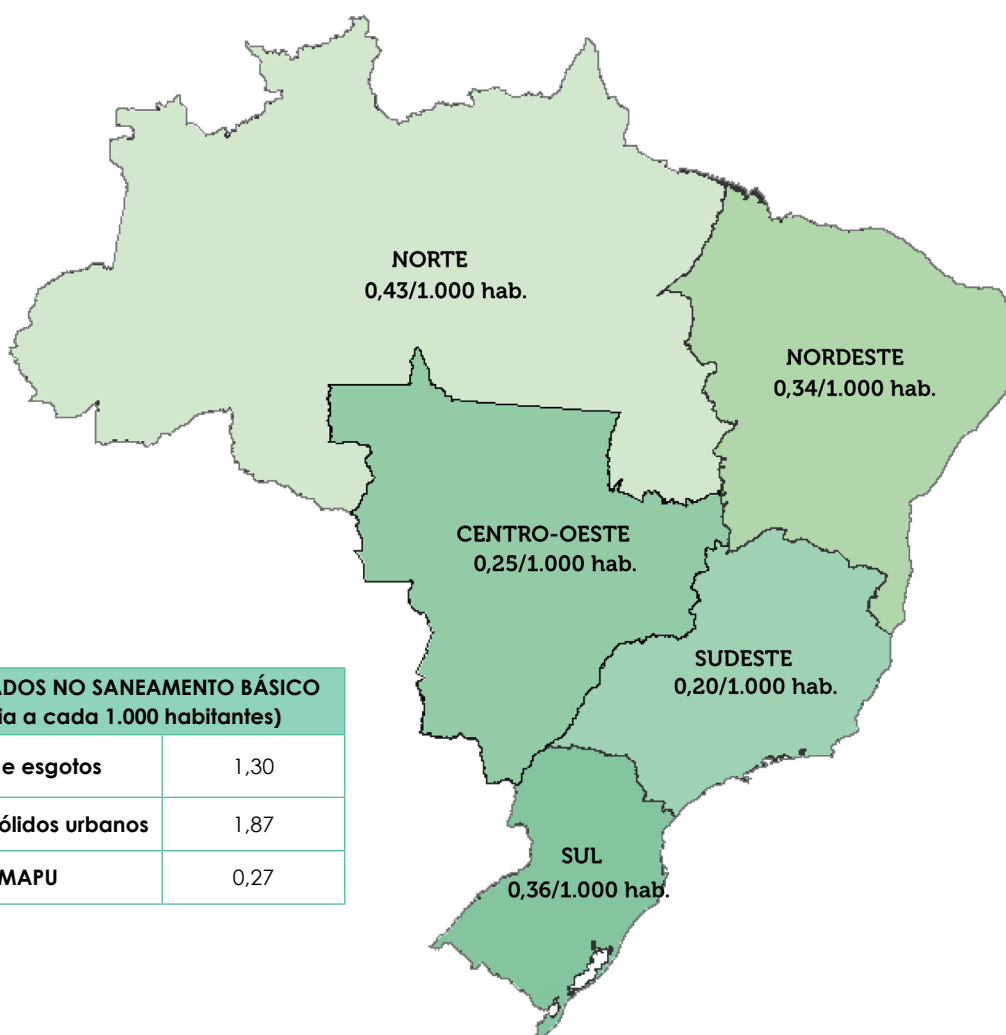 NORTE
0,43/1.000 hab.
NORDESTE
0,34/1.000 hab.
CENTRO-OESTE
0,25/1.000 hab.
SUDESTE
0,20/1.000 hab.
SUL
0,36/1.000 hab.
ADOS NO SANEAMENTO BÁSICO
ia a cada 1.000 habitantes)
e esgotos 1,30
ólidos urbanos 1,87
MAPU 0,27